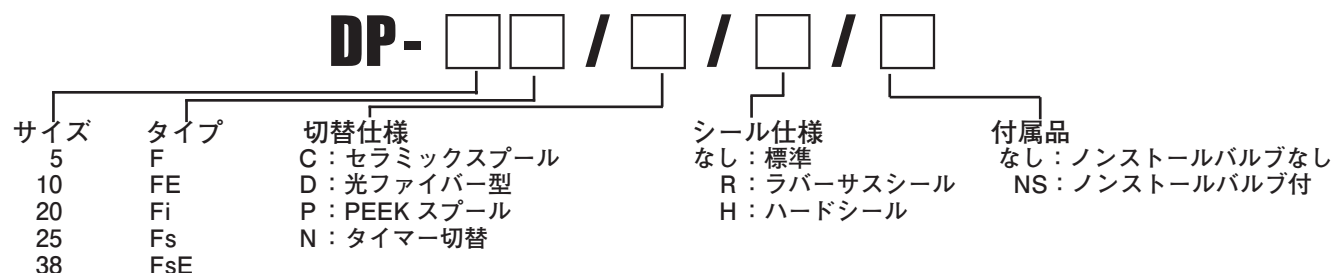 DP- □□ / □ / □ / □
サイズ タイプ 切替仕様 シール仕様 付属品
5 F C：セラミックスプール なし：標準 なし：ノンストールバルブなし
10 FE D：光ファイバー型 R：ラバーサスシール NS：ノンストールバルブ付
20 Fi P：PEEK スプール H：ハードシール
25 Fs N：タイマー切替
38 FsE